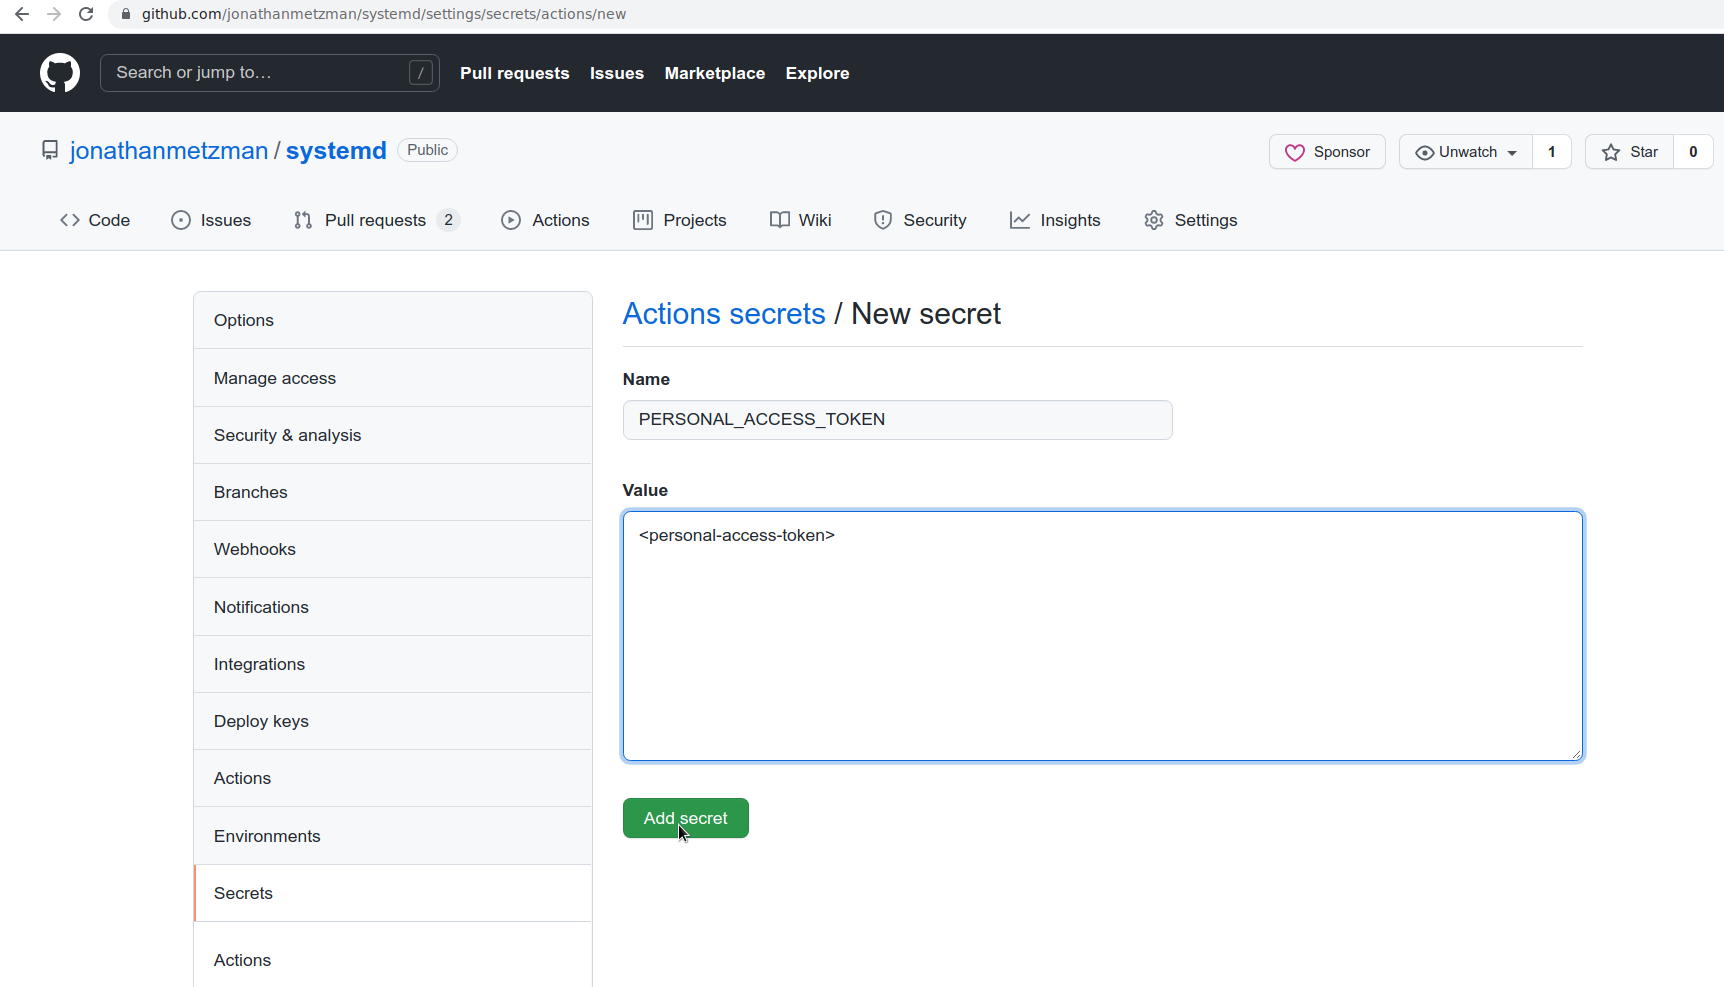 github.com/jonathanmetzman/systemd/settings/secrets/actions/new
Search or jump to… / Pull requests Issues Marketplace Explore
jonathanmetzman / systemd Public Sponsor Unwatch 1 Star 0
Code Issues Pull requests 2 Actions Projects Wiki Security Insights Settings
Options
Manage access
Security & analysis
Branches
Webhooks
Notifications
Integrations
Deploy keys
Actions
Environments
Secrets
Actions
Actions secrets / New secret
Name
PERSONAL_ACCESS_TOKEN
Value
<personal-access-token>
Add secret